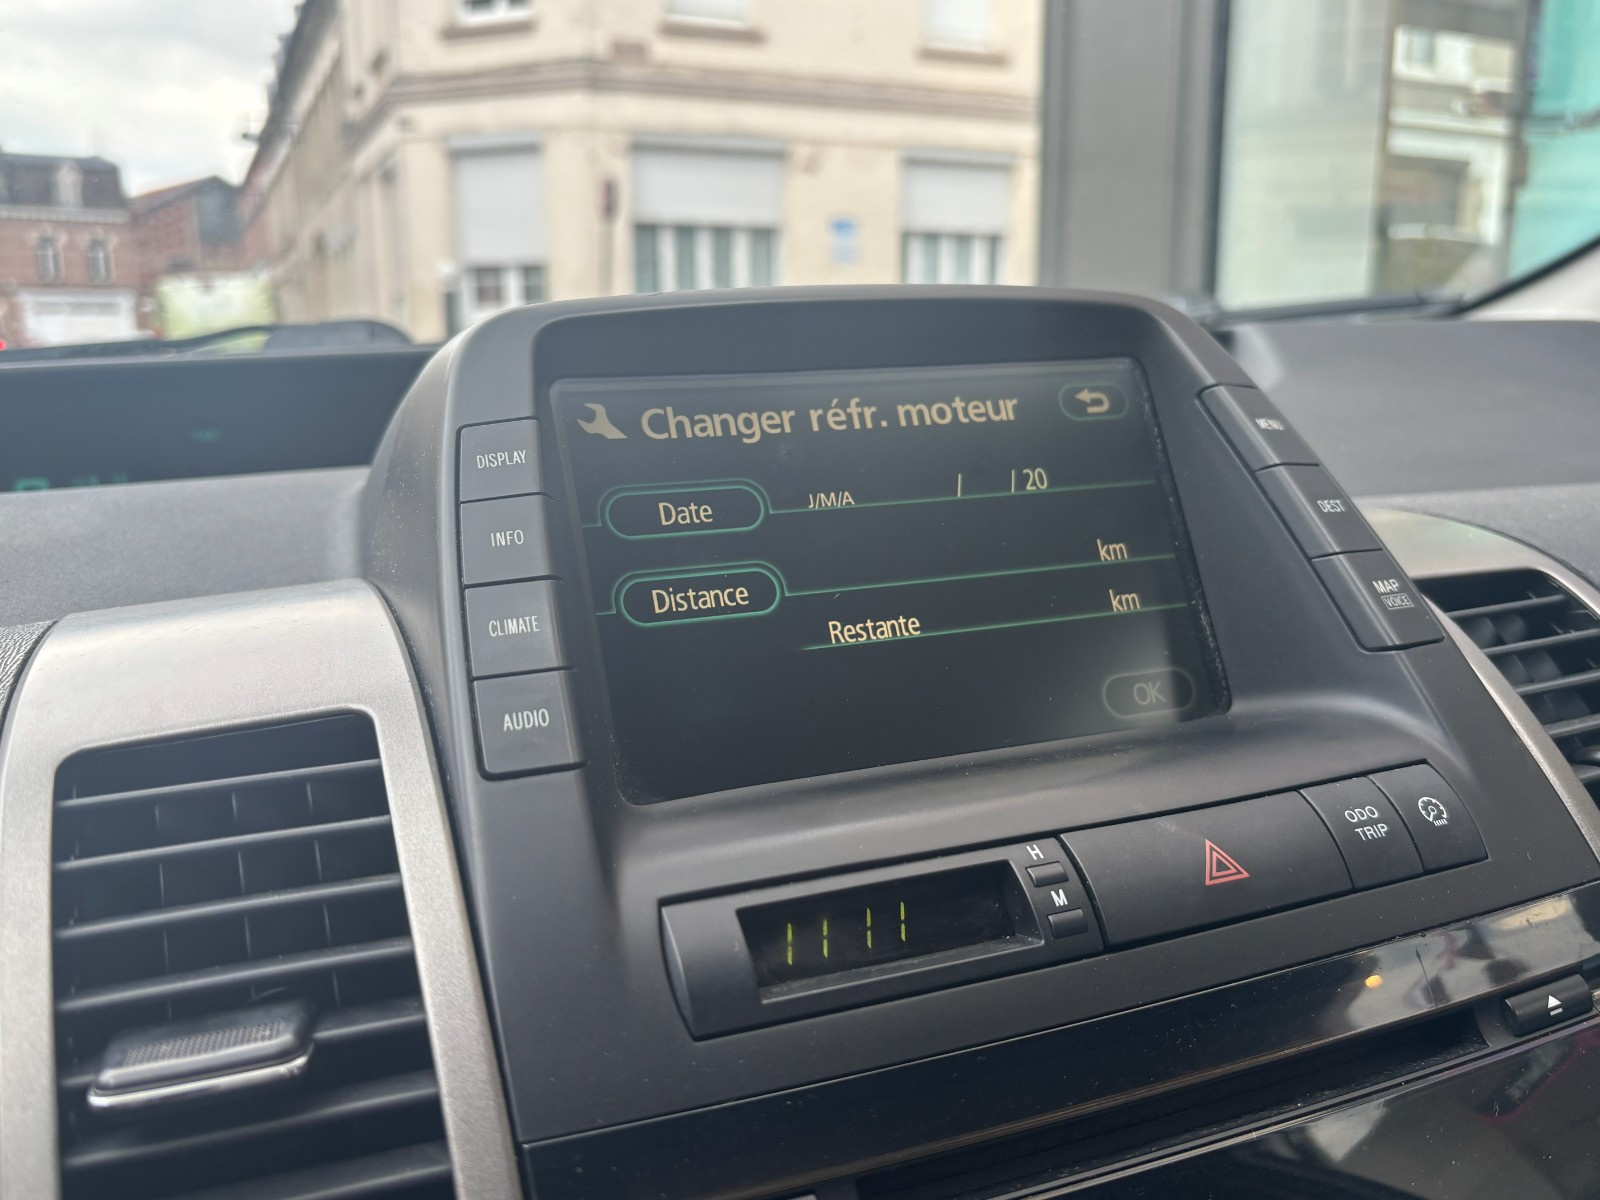 Changer réfr. moteur
Date J/M/A / / 20
Distance km
Restante km
OK
DISPLAY
INFO
CLIMATE
AUDIO
MENU
DEST
MAP
VOICE
H
M
11 11
ODO
TRIP